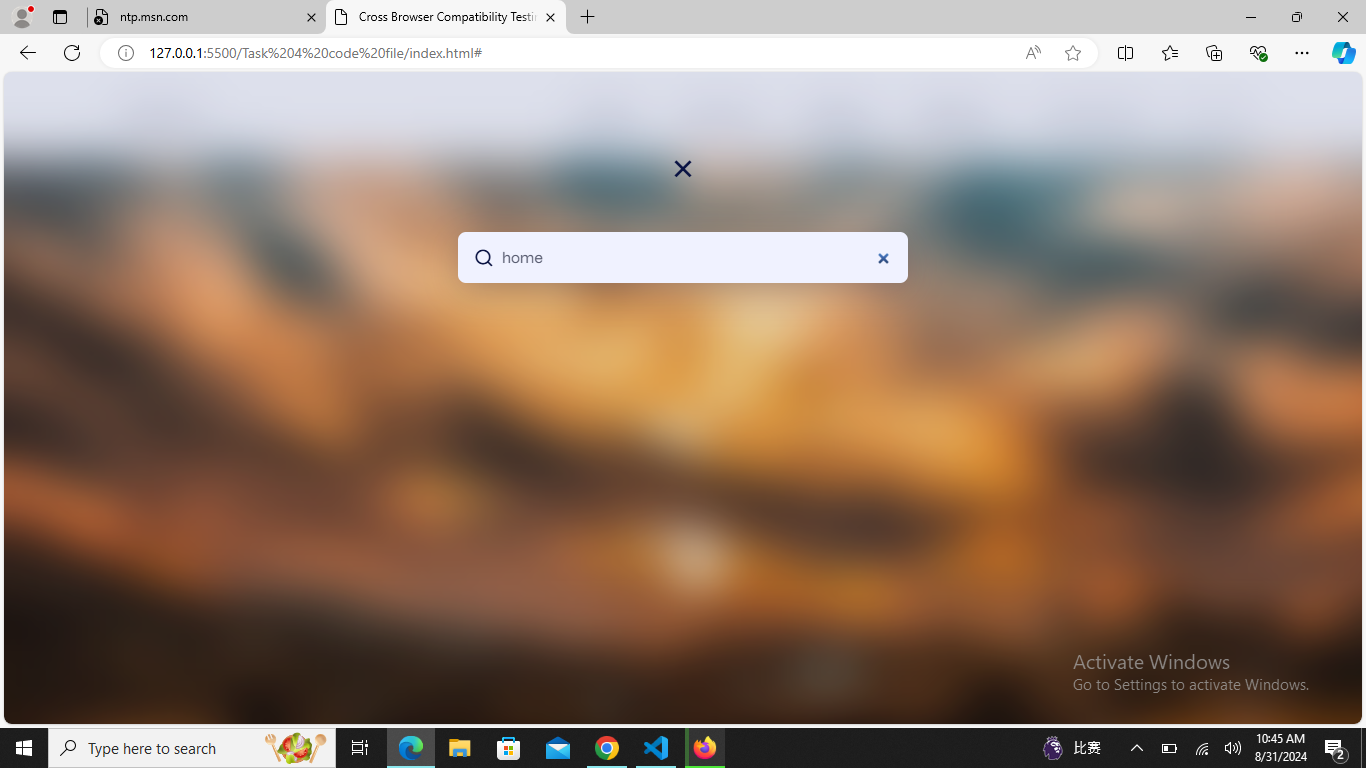 ntp.msn.com
Cross Browser Compatibility Testi
127.0.0.1:5500/Task%204%20code%20file/index.html#
home
Activate Windows
Go to Settings to activate Windows.
Type here to search
比赛
10:45 AM
8/31/2024
2